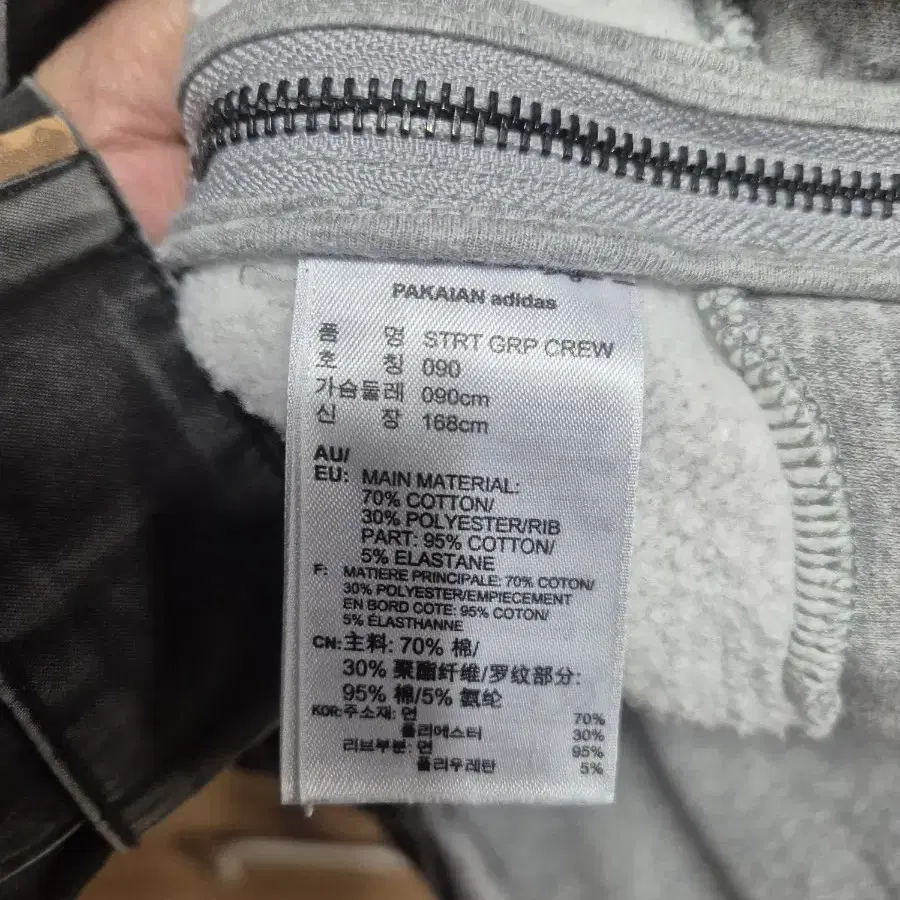 PAKAIAN adidas
품 명 STRT GRP CREW
호 칭 090
가슴둘레 090cm
신 장 168cm
AU/
EU: MAIN MATERIAL:
70% COTTON/
30% POLYESTER/RIB
PART: 95% COTTON/
5% ELASTANE
F: MATIERE PRINCIPALE: 70% COTON/
30% POLYESTER/EMPIECEMENT
EN BORD COTE: 95% COTON/
5% ELASTHANNE
CN: 主料: 70% 棉/
30% 聚酯纤维/罗纹部分:
95% 棉/5% 氨纶
KOR: 주소재: 면 70%
폴리에스터 30%
리브부분: 면 95%
폴리우레탄 5%